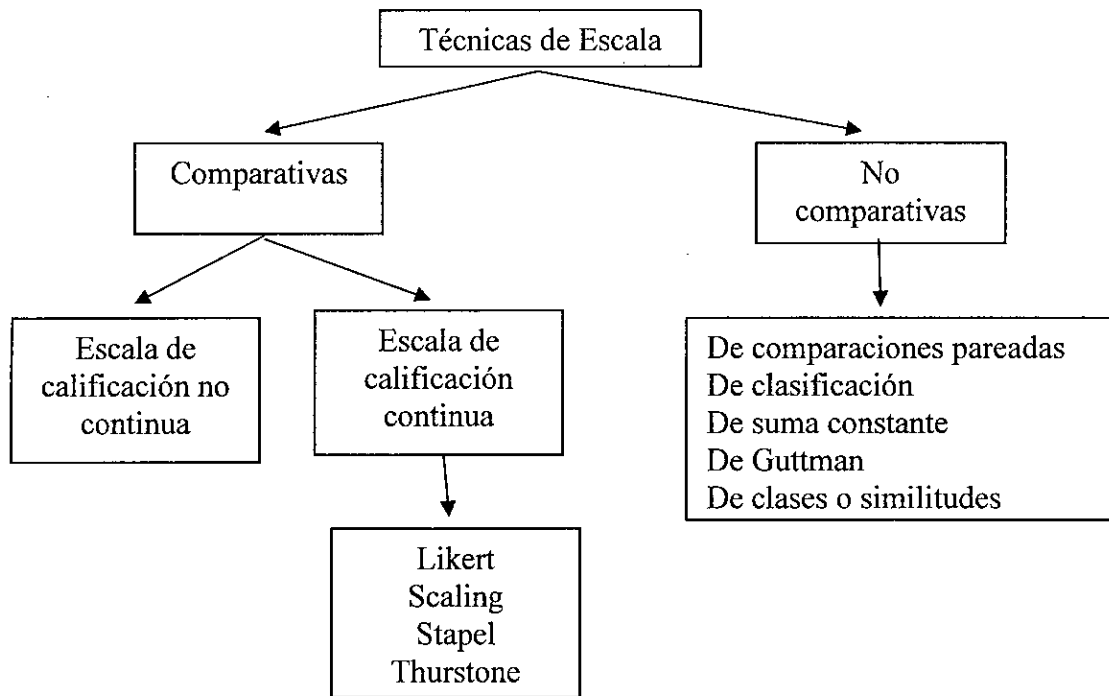 Técnicas de Escala
Comparativas
No
comparativas
Escala de
calificación no
continua
Escala de
calificación
continua
De comparaciones pareadas
De clasificación
De suma constante
De Guttman
De clases o similitudes
Likert
Scaling
Stapel
Thurstone